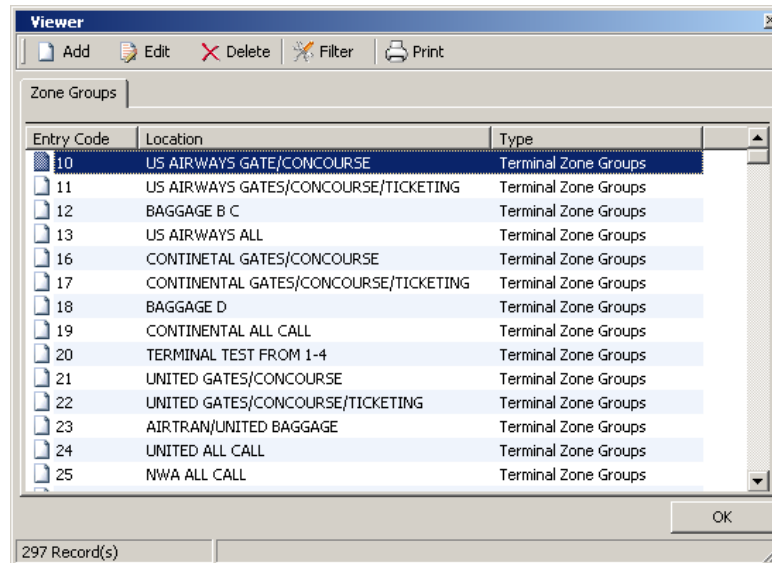 Viewer
Add Edit Delete Filter Print
Zone Groups
Entry Code Location Type
10 US AIRWAYS GATE/CONCOURSE Terminal Zone Groups
11 US AIRWAYS GATES/CONCOURSE/TICKETING Terminal Zone Groups
12 BAGGAGE B C Terminal Zone Groups
13 US AIRWAYS ALL Terminal Zone Groups
16 CONTINETAL GATES/CONCOURSE Terminal Zone Groups
17 CONTINENTAL GATES/CONCOURSE/TICKETING Terminal Zone Groups
18 BAGGAGE D Terminal Zone Groups
19 CONTINENTAL ALL CALL Terminal Zone Groups
20 TERMINAL TEST FROM 1-4 Terminal Zone Groups
21 UNITED GATES/CONCOURSE Terminal Zone Groups
22 UNITED GATES/CONCOURSE/TICKETING Terminal Zone Groups
23 AIRTRAN/UNITED BAGGAGE Terminal Zone Groups
24 UNITED ALL CALL Terminal Zone Groups
25 NWA ALL CALL Terminal Zone Groups
OK
297 Record(s)